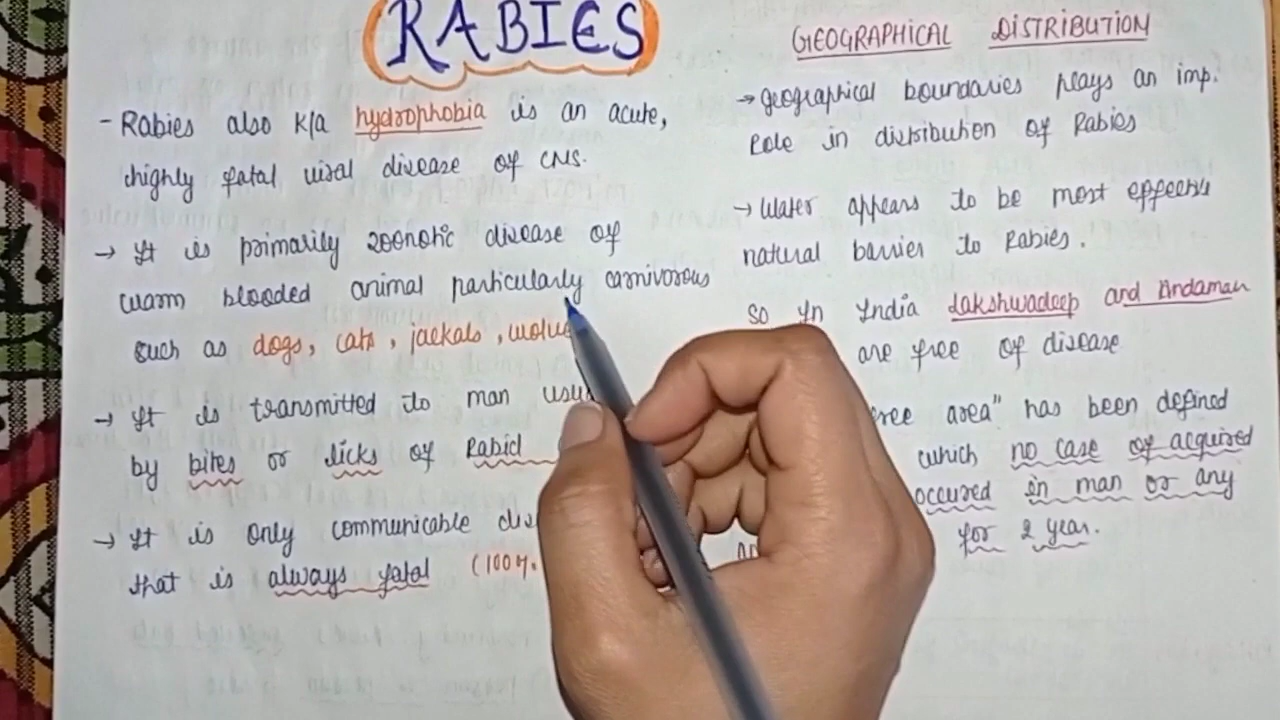 RABIES
- Rabies also k/a hydrophobia is an acute,
highly fatal viral disease of CNS.
→ It is primarily zoonotic disease of
warm blooded animal particularly carnivorous
such as dogs, cats, jackals,
→ It is transmitted to man
by bites or licks of Rabid
→ It is only communicable
that is always fatal (100%
GEOGRAPHICAL DISTRIBUTION
→ geographical boundaries plays an imp.
Role in distribution of Rabies
→ Water appears to be most effective
natural barrier to Rabies.
So In India Lakshwadeep and Andaman
are free of disease
area" has been defined
which no case of acquired
occured in man or any
for 2 year.